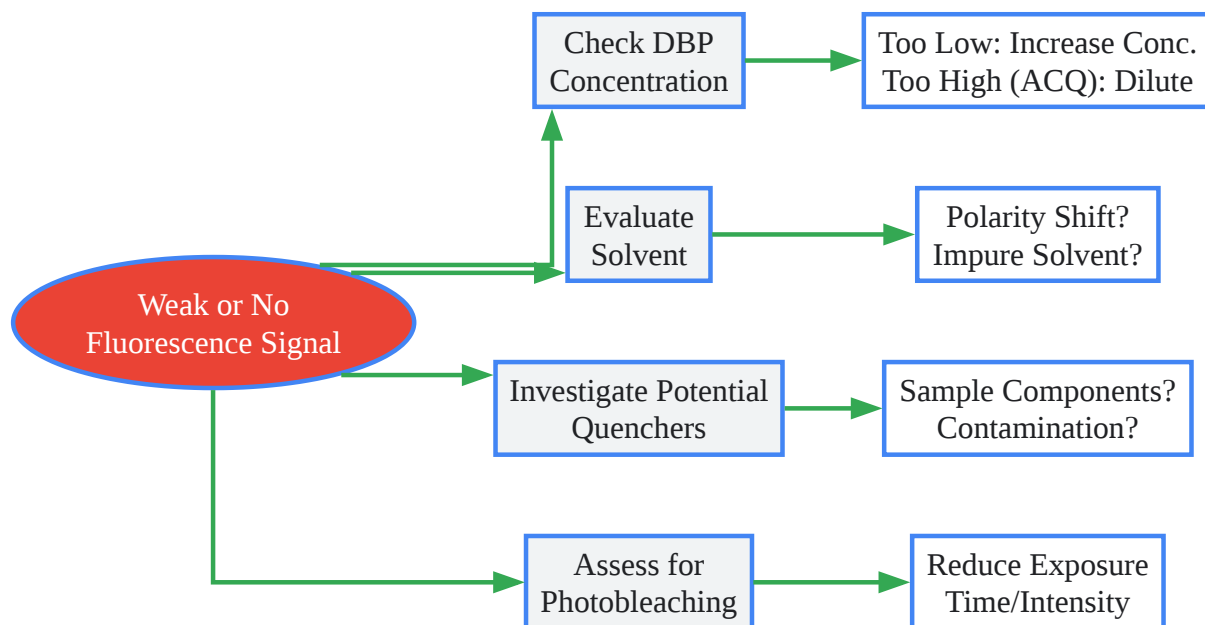 Check DBP
Concentration
Too Low: Increase Conc.
Too High (ACQ): Dilute
Evaluate
Solvent
Polarity Shift?
Impure Solvent?
Weak or No
Fluorescence Signal
Investigate Potential
Quenchers
Sample Components?
Contamination?
Assess for
Photobleaching
Reduce Exposure
Time/Intensity